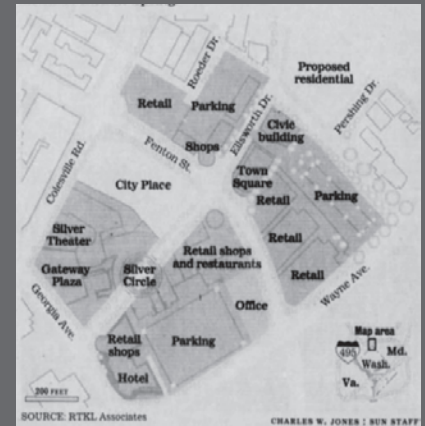 Roeder Dr.
Proposed
residential
Retail
Parking
Ellsworth Dr.
Pershing Dr.
Civic
building
Colesville Rd.
Fenton St.
Shops
Town
Square
City Place
Retail
Parking
Silver
Theater
Retail shops
and restaurants
Retail
Gateway
Plaza
Silver
Circle
Retail
Wayne Ave.
Georgia Ave.
Office
Retail
shops
Parking
Map area
495
Md.
Wash.
Hotel
Va.
200 FEET
SOURCE: RTKL Associates
CHARLES W. JONES : SUN STAFF